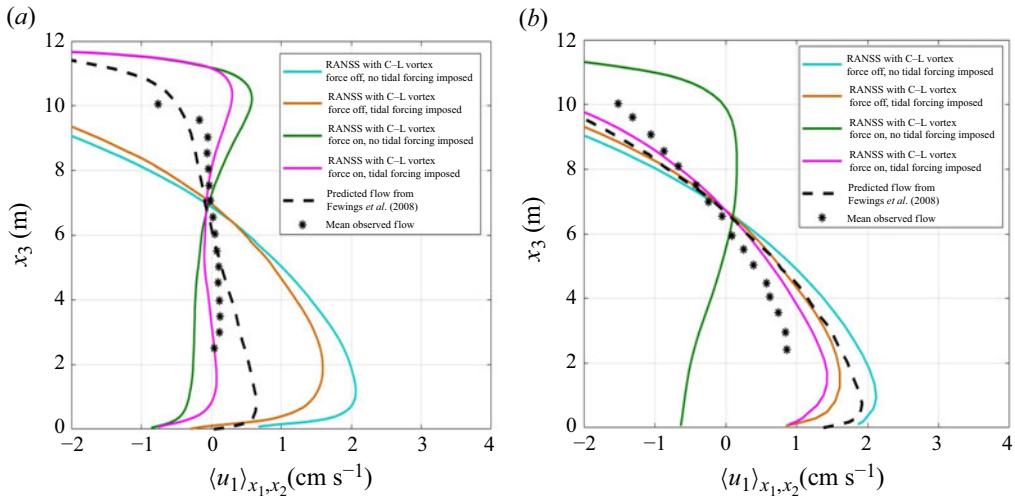 (a)
12
10
8
6
4
2
0
x₃ (m)
RANSS with C–L vortex
force off, no tidal forcing imposed
RANSS with C–L vortex
force off, tidal forcing imposed
RANSS with C–L vortex
force on, no tidal forcing imposed
RANSS with C–L vortex
force on, tidal forcing imposed
Predicted flow from
Fewings et al. (2008)
Mean observed flow
−2 −1 0 1 2 3 4
⟨u₁⟩x₁,x₂(cm s⁻¹)
(b)
12
10
8
6
4
2
0
x₃ (m)
RANSS with C–L vortex
force off, no tidal forcing imposed
RANSS with C–L vortex
force off, tidal forcing imposed
RANSS with C–L vortex
force on, no tidal forcing imposed
RANSS with C–L vortex
force on, tidal forcing imposed
Predicted flow from
Fewings et al. (2008)
Mean observed flow
−2 −1 0 1 2 3 4
⟨u₁⟩x₁,x₂(cm s⁻¹)